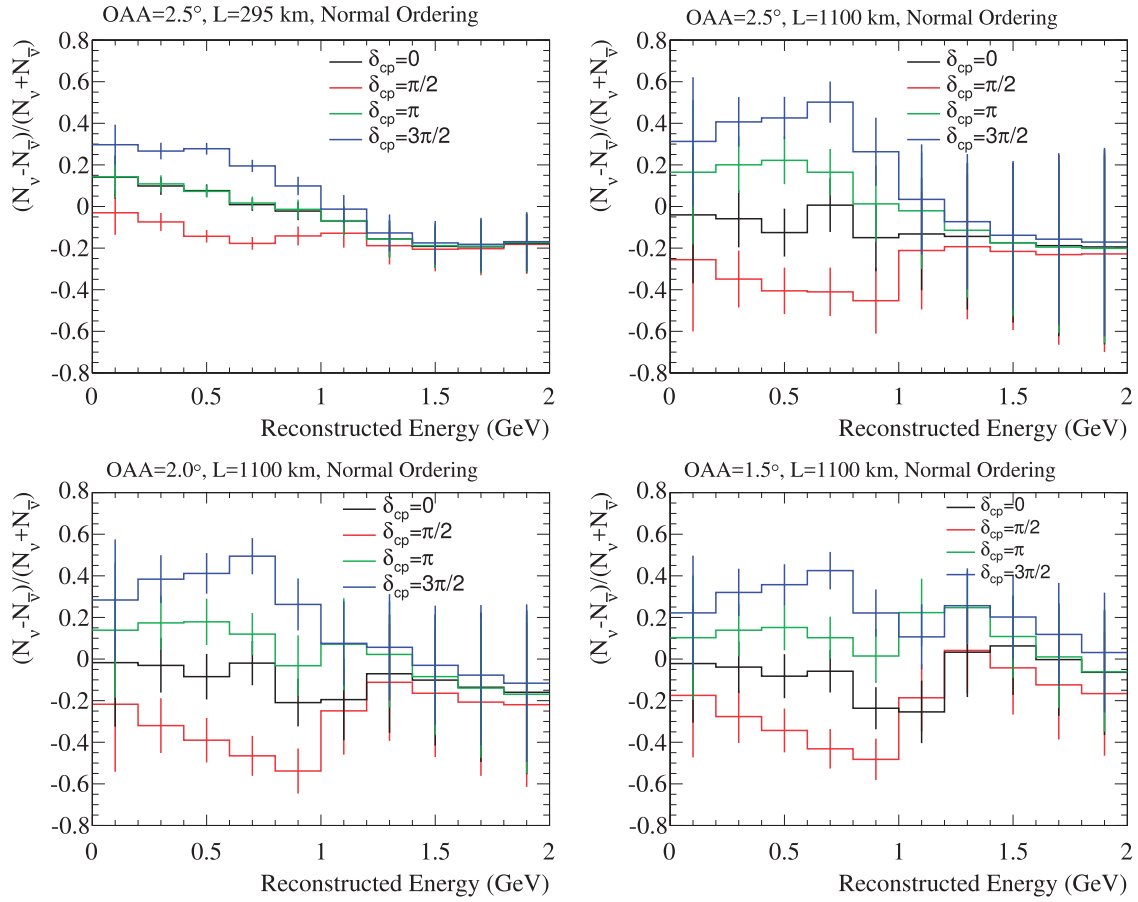 OAA=2.5°, L=295 km, Normal Ordering
(N_ν-N_ν̅)/(N_ν+N_ν̅)
0.8
0.6
0.4
0.2
0
-0.2
-0.4
-0.6
-0.8
δ_cp=0
δ_cp=π/2
δ_cp=π
δ_cp=3π/2
0 0.5 1 1.5 2
Reconstructed Energy (GeV)
OAA=2.5°, L=1100 km, Normal Ordering
(N_ν-N_ν̅)/(N_ν+N_ν̅)
0.8
0.6
0.4
0.2
0
-0.2
-0.4
-0.6
-0.8
δ_cp=0
δ_cp=π/2
δ_cp=π
δ_cp=3π/2
0 0.5 1 1.5 2
Reconstructed Energy (GeV)
OAA=2.0°, L=1100 km, Normal Ordering
(N_ν-N_ν̅)/(N_ν+N_ν̅)
0.8
0.6
0.4
0.2
0
-0.2
-0.4
-0.6
-0.8
δ_cp=0
δ_cp=π/2
δ_cp=π
δ_cp=3π/2
0 0.5 1 1.5 2
Reconstructed Energy (GeV)
OAA=1.5°, L=1100 km, Normal Ordering
(N_ν-N_ν̅)/(N_ν+N_ν̅)
0.8
0.6
0.4
0.2
0
-0.2
-0.4
-0.6
-0.8
δ_cp=0
δ_cp=π/2
δ_cp=π
δ_cp=3π/2
0 0.5 1 1.5 2
Reconstructed Energy (GeV)